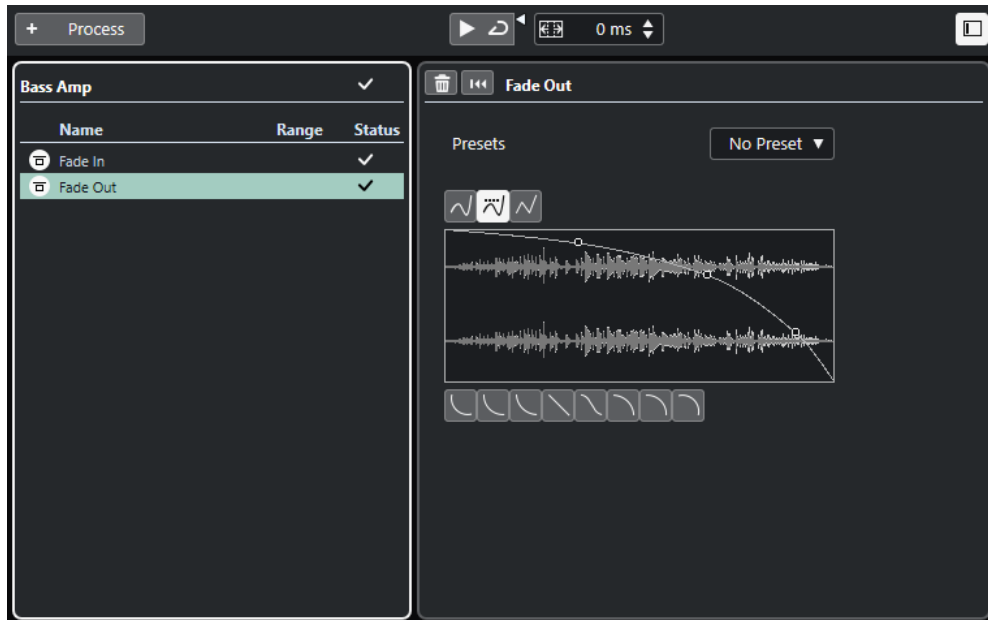 + Process
0 ms
Bass Amp
Name Range Status
Fade In
Fade Out
Fade Out
Presets
No Preset